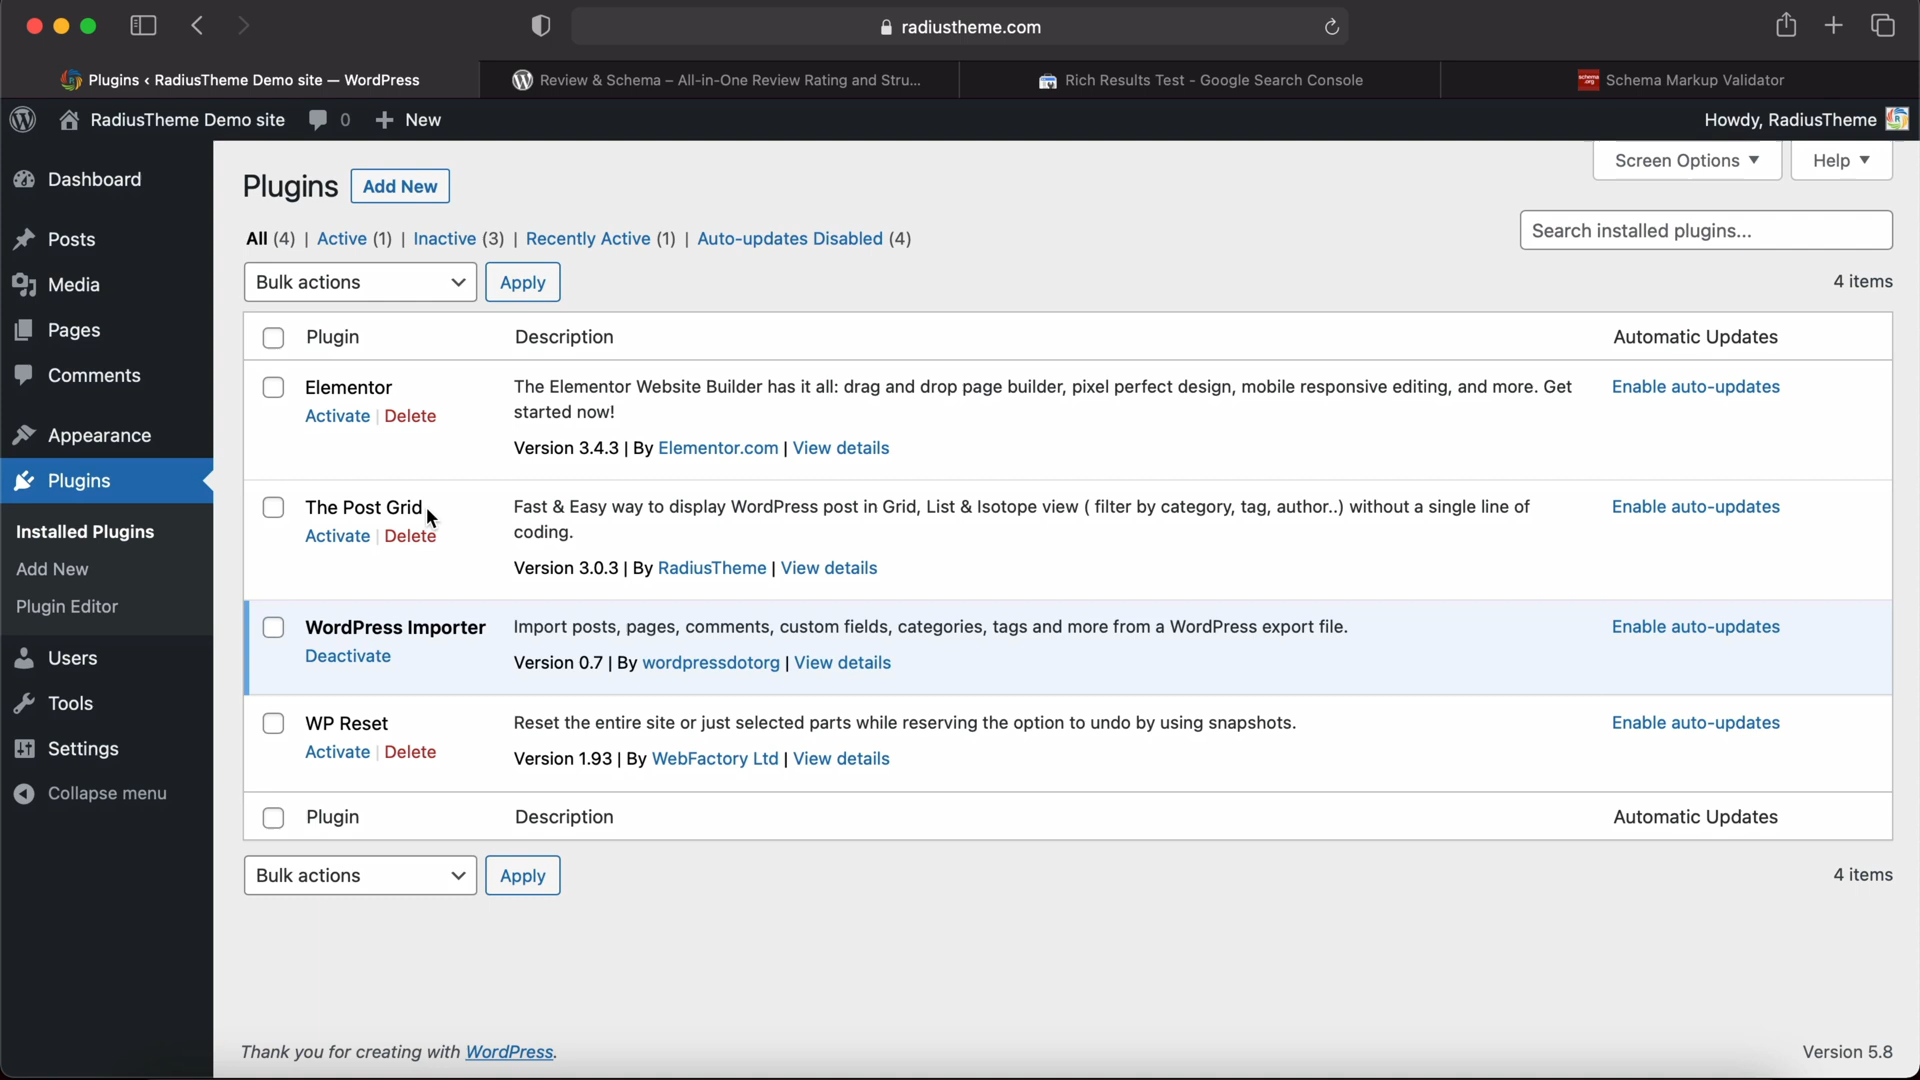 radiustheme.com
Plugins ‹ RadiusTheme Demo site — WordPress
Review & Schema – All-in-One Review Rating and Stru...
Rich Results Test - Google Search Console
Schema Markup Validator
RadiusTheme Demo site
0
New
Howdy, RadiusTheme
Dashboard
Posts
Media
Pages
Comments
Appearance
Plugins
Installed Plugins
Add New
Plugin Editor
Users
Tools
Settings
Collapse menu
Screen Options ▼
Help ▼
Plugins
Add New
All (4) | Active (1) | Inactive (3) | Recently Active (1) | Auto-updates Disabled (4)
Search installed plugins...
Bulk actions
Apply
4 items
Plugin
Description
Automatic Updates
Elementor
Activate | Delete
The Elementor Website Builder has it all: drag and drop page builder, pixel perfect design, mobile responsive editing, and more. Get
started now!
Version 3.4.3 | By Elementor.com | View details
Enable auto-updates
The Post Grid
Activate | Delete
Fast & Easy way to display WordPress post in Grid, List & Isotope view ( filter by category, tag, author..) without a single line of
coding.
Version 3.0.3 | By RadiusTheme | View details
Enable auto-updates
WordPress Importer
Deactivate
Import posts, pages, comments, custom fields, categories, tags and more from a WordPress export file.
Version 0.7 | By wordpressdotorg | View details
Enable auto-updates
WP Reset
Activate | Delete
Reset the entire site or just selected parts while reserving the option to undo by using snapshots.
Version 1.93 | By WebFactory Ltd | View details
Enable auto-updates
Plugin
Description
Automatic Updates
Bulk actions
Apply
4 items
Thank you for creating with WordPress.
Version 5.8